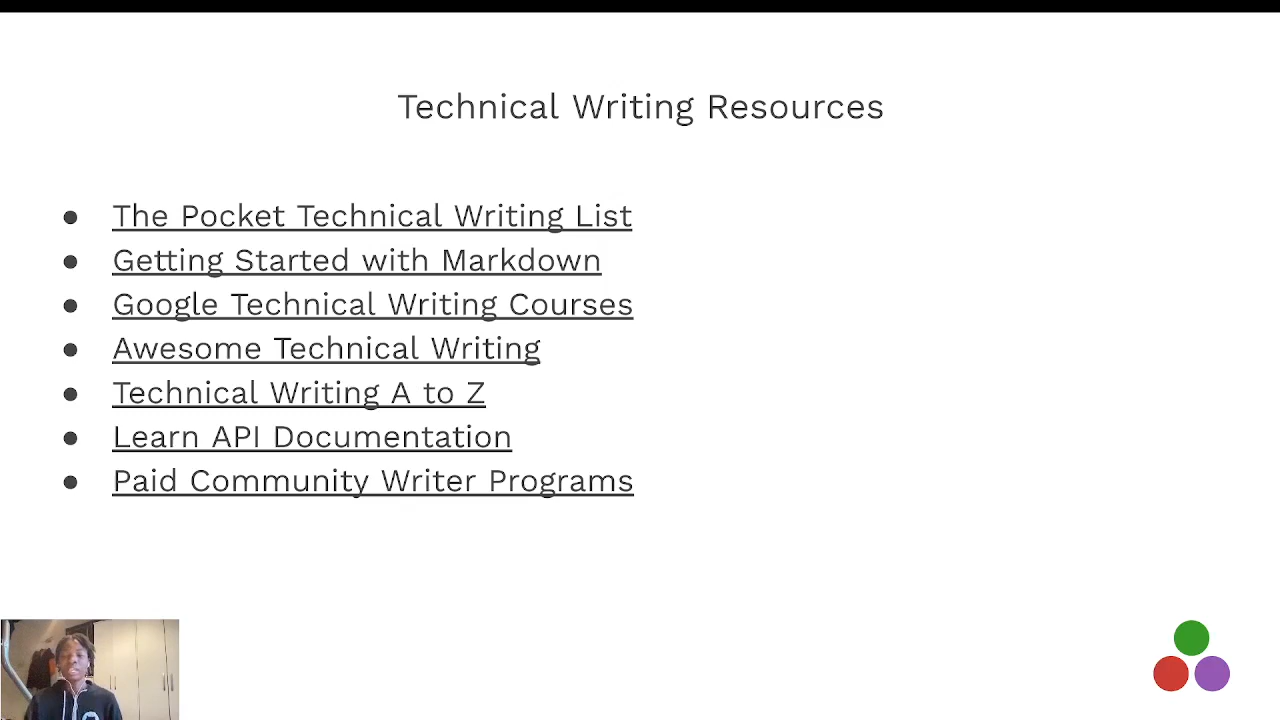 Technical Writing Resources
● The Pocket Technical Writing List
● Getting Started with Markdown
● Google Technical Writing Courses
● Awesome Technical Writing
● Technical Writing A to Z
● Learn API Documentation
● Paid Community Writer Programs